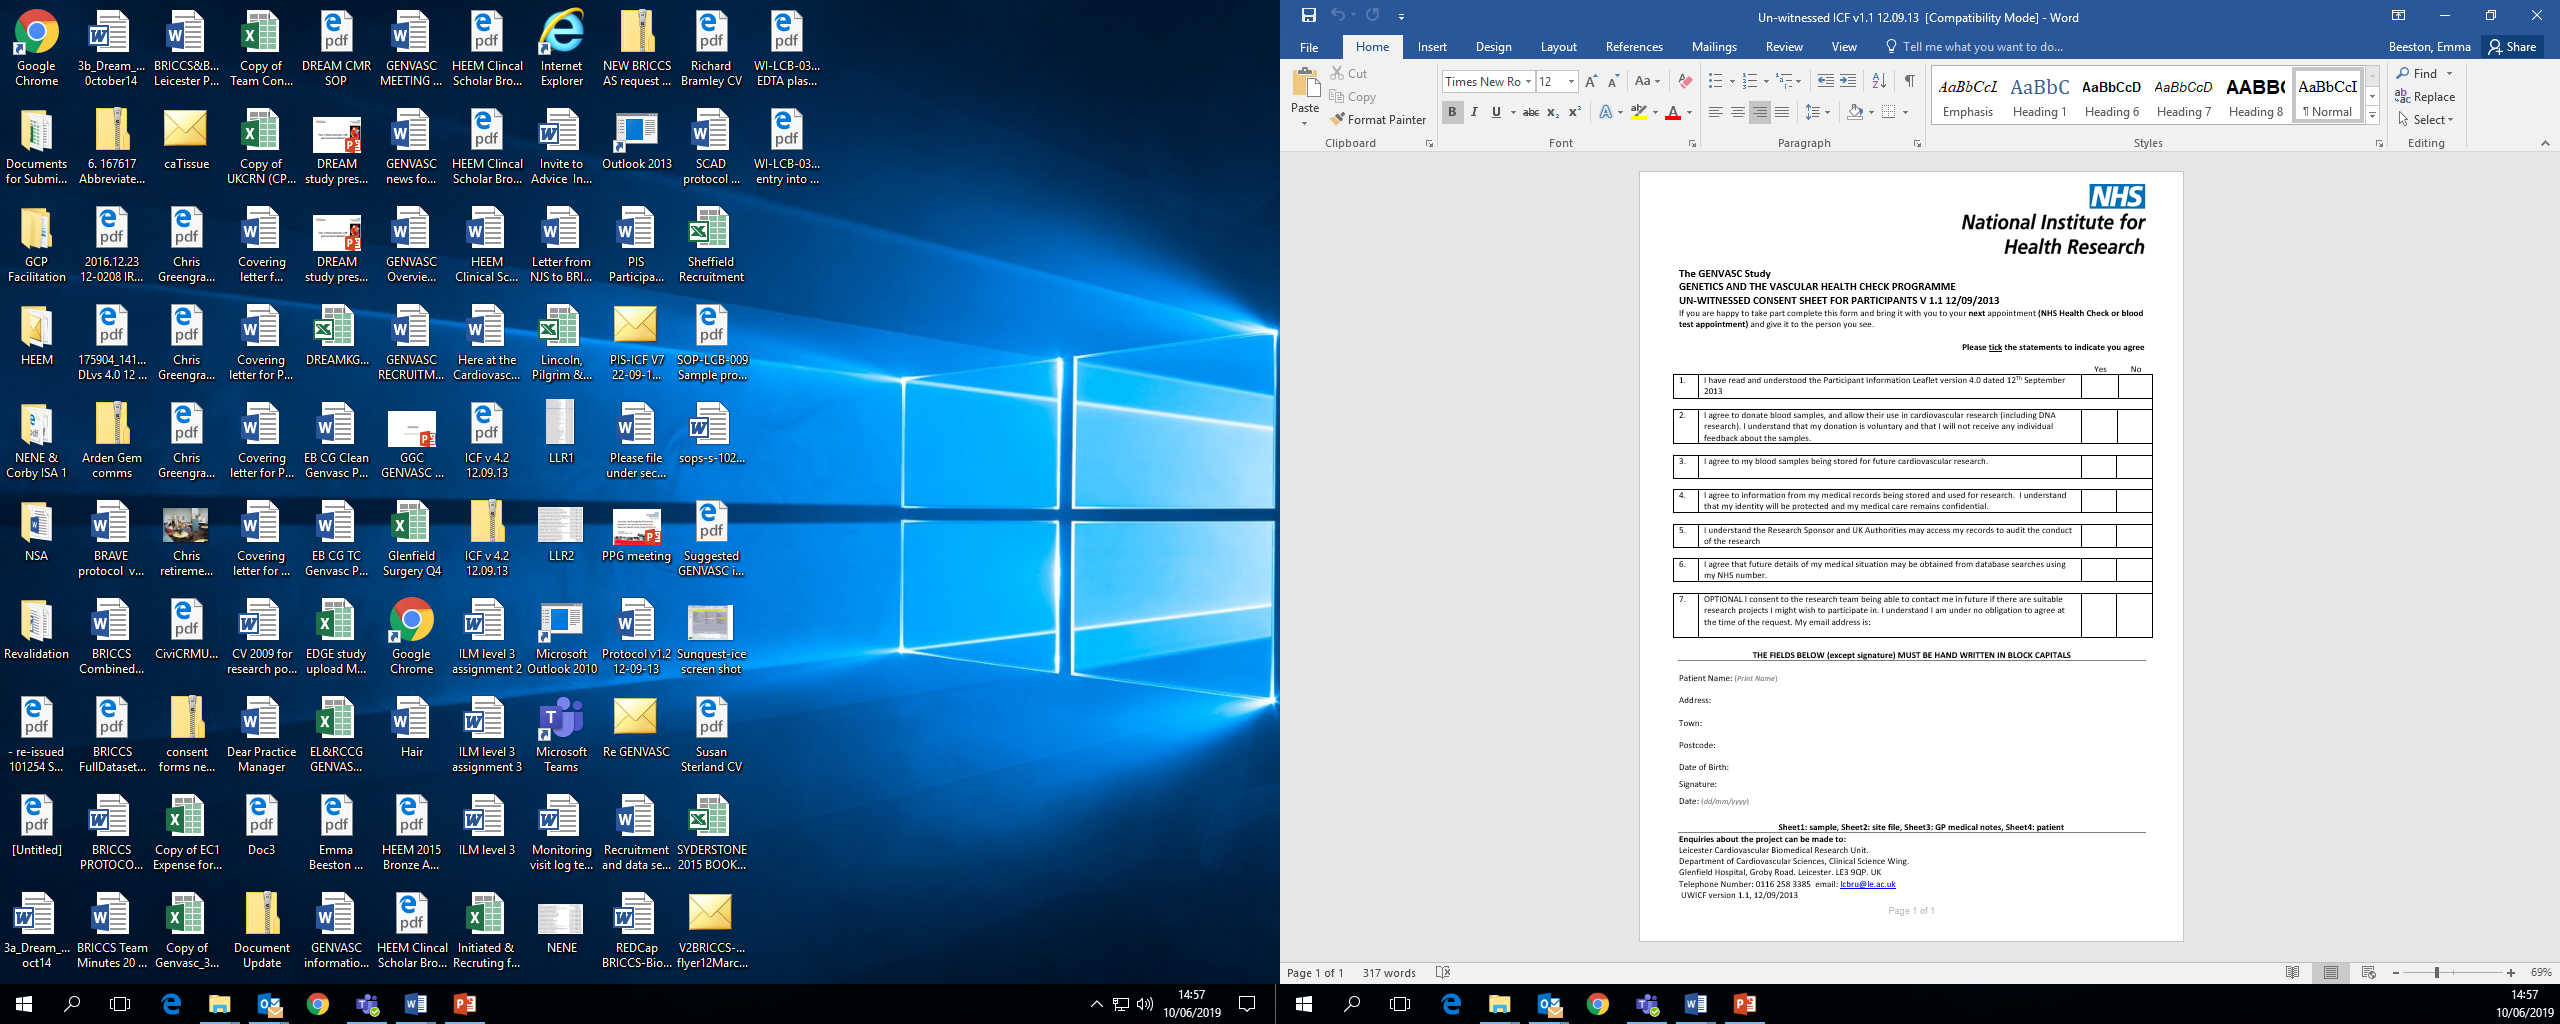 Google Chrome
3b_Dream_... 0ctober14
BRICCS&B... Leicester P...
Copy of Team Con...
DREAM CMR SOP
GENVASC MEETING ...
HEEM Clincal Scholar Bro...
Internet Explorer
NEW BRICCS AS request ...
Richard Bramley CV
WI-LCB-03... EDTA plas...
Documents for Submi...
6. 167617 Abbreviate...
caTissue
Copy of UKCRN (CP...
DREAM study pres...
GENVASC news fo...
HEEM Clincal Scholar Bro...
Invite to Advice In...
Outlook 2013
SCAD protocol ...
WI-LCB-03... entry into ...
GCP Facilitation
2016.12.23 12-0208 IR...
Chris Greengra...
Covering letter f...
DREAM study pres...
GENVASC Overvie...
HEEM Clinical Sc...
Letter from NJS to BRI...
PIS Participa...
Sheffield Recruitment
HEEM
175904_141... DLvs 4.0 12 ...
Chris Greengra...
Covering letter for P...
DREAMKG...
GENVASC RECRUITM...
Here at the Cardiovasc...
Lincoln, Pilgrim &...
PIS-ICF V7 22-09-1...
SOP-LCB-009 Sample pro...
NENE & Corby ISA 1
Arden Gem comms
Chris Greengra...
Covering letter for P...
EB CG Clean Genvasc P...
GGC GENVASC ...
ICF v 4.2 12.09.13
LLR1
Please file under sec...
sops-s-102...
NSA
BRAVE protocol v...
Chris retireme...
Covering letter for ...
EB CG TC Genvasc P...
Glenfield Surgery Q4
ICF v 4.2 12.09.13
LLR2
PPG meeting
Suggested GENVASC i...
Revalidation
BRICCS Combined...
CiviCRMU...
CV 2009 for research po...
EDGE study upload M...
Google Chrome
ILM level 3 assignment 2
Microsoft Outlook 2010
Protocol v1.2 12-09-13
Sunquest-ice screen shot
- re-issued 101254 S...
BRICCS FullDataset...
consent forms ne...
Dear Practice Manager
EL&RCCG GENVAS...
Hair
ILM level 3 assignment 3
Microsoft Teams
Re GENVASC
Susan Sterland CV
[Untitled]
BRICCS PROTOCO...
Copy of EC1 Expense for...
Doc3
Emma Beeston ...
HEEM 2015 Bronze A...
ILM level 3
Monitoring visit log te...
Recruitment and data se...
SYDERSTONE 2015 BOOK...
3a_Dream_... oct14
BRICCS Team Minutes 20 ...
Copy of Genvasc_3...
Document Update
GENVASC informatio...
HEEM Clincal Scholar Bro...
Initiated & Recruting f...
NENE
REDCap BRICCS-Bio...
V2BRICCS-... flyer12Marc...
14:57
10/06/2019
Un-witnessed ICF v1.1 12.09.13 [Compatibility Mode] - Word
File Home Insert Design Layout References Mailings Review View Tell me what you want to do... Beeston, Emma Share
Paste
Cut
Copy
Format Painter
Clipboard
Times New Ro 12
Font
Paragraph
Emphasis Heading 1 Heading 6 Heading 7 Heading 8 ¶ Normal
Styles
Find
Replace
Select
Editing
NHS
National Institute for
Health Research
The GENVASC Study
GENETICS AND THE VASCULAR HEALTH CHECK PROGRAMME
UN-WITNESSED CONSENT SHEET FOR PARTICIPANTS V 1.1 12/09/2013
If you are happy to take part complete this form and bring it with you to your next appointment (NHS Health Check or blood
test appointment) and give it to the person you see.
Please tick the statements to indicate you agree
Yes No
1. I have read and understood the Participant Information Leaflet version 4.0 dated 12Th September
2013
2. I agree to donate blood samples, and allow their use in cardiovascular research (including DNA
research). I understand that my donation is voluntary and that I will not receive any individual
feedback about the samples.
3. I agree to my blood samples being stored for future cardiovascular research.
4. I agree to information from my medical records being stored and used for research. I understand
that my identity will be protected and my medical care remains confidential.
5. I understand the Research Sponsor and UK Authorities may access my records to audit the conduct
of the research
6. I agree that future details of my medical situation may be obtained from database searches using
my NHS number.
7. OPTIONAL I consent to the research team being able to contact me in future if there are suitable
research projects I might wish to participate in. I understand I am under no obligation to agree at
the time of the request. My email address is:
THE FIELDS BELOW (except signature) MUST BE HAND WRITTEN IN BLOCK CAPITALS
Patient Name: (Print Name)
Address:
Town:
Postcode:
Date of Birth:
Signature:
Date: (dd/mm/yyyy)
Sheet1: sample, Sheet2: site file, Sheet3: GP medical notes, Sheet4: patient
Enquiries about the project can be made to:
Leicester Cardiovascular Biomedical Research Unit.
Department of Cardiovascular Sciences, Clinical Science Wing.
Glenfield Hospital, Groby Road. Leicester. LE3 9QP. UK
Telephone Number: 0116 258 3385 email: lcbru@le.ac.uk
UWICF version 1.1, 12/09/2013
Page 1 of 1
Page 1 of 1 317 words
69%
14:57
10/06/2019